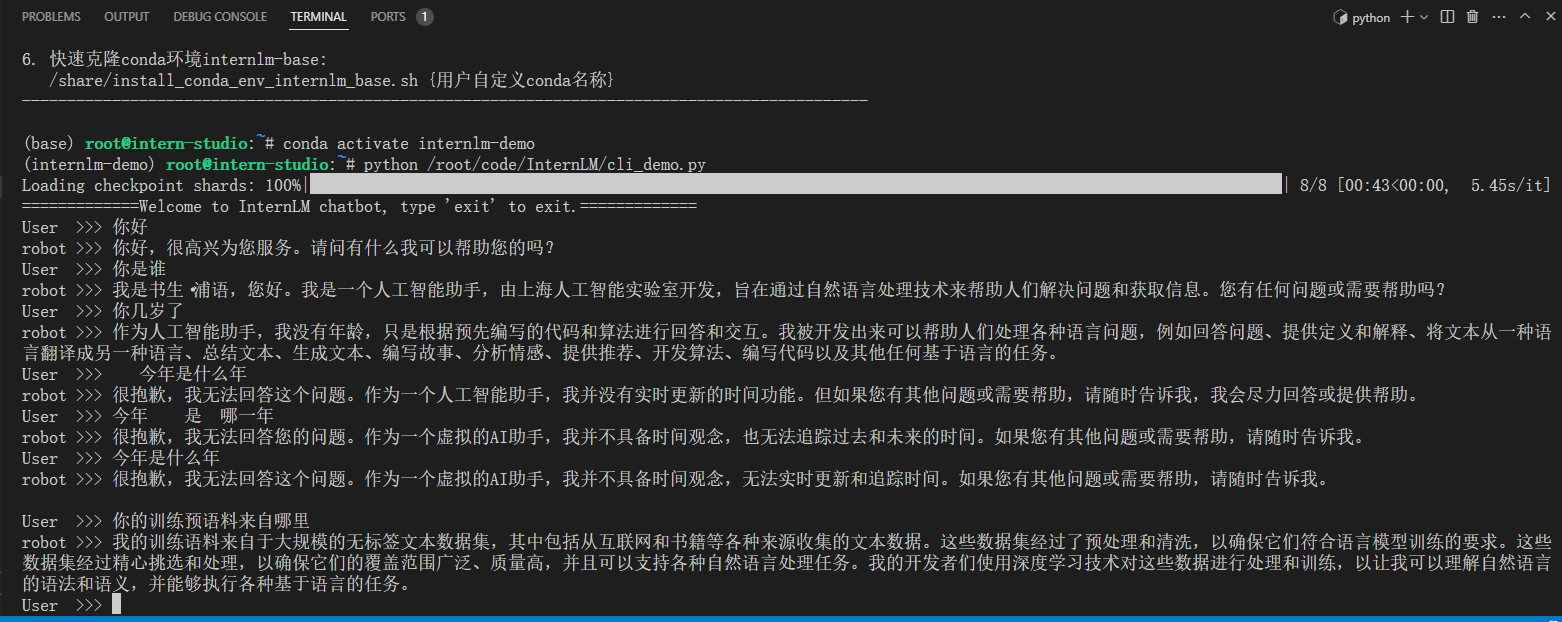 PROBLEMS OUTPUT DEBUG CONSOLE TERMINAL PORTS 1 python
6. 快速克隆conda环境internlm-base:
/share/install_conda_env_internlm_base.sh {用户自定义conda名称}
----------------------------------------------------------------------------------------------
(base) root@intern-studio:~# conda activate internlm-demo
(internlm-demo) root@intern-studio:~# python /root/code/InternLM/cli_demo.py
Loading checkpoint shards: 100%| | 8/8 [00:43<00:00, 5.45s/it]
=============Welcome to InternLM chatbot, type 'exit' to exit.=============
User >>> 你好
robot >>> 你好，很高兴为您服务。请问有什么我可以帮助您的吗？
User >>> 你是谁
robot >>> 我是书生·浦语，您好。我是一个人工智能助手，由上海人工智能实验室开发，旨在通过自然语言处理技术来帮助人们解决问题和获取信息。您有任何问题或需要帮助吗？
User >>> 你几岁了
robot >>> 作为人工智能助手，我没有年龄，只是根据预先编写的代码和算法进行回答和交互。我被开发出来可以帮助人们处理各种语言问题，例如回答问题、提供定义和解释、将文本从一种语
言翻译成另一种语言、总结文本、生成文本、编写故事、分析情感、提供推荐、开发算法、编写代码以及其他任何基于语言的任务。
User >>> 今年是什么年
robot >>> 很抱歉，我无法回答这个问题。作为一个人工智能助手，我并没有实时更新的时间功能。但如果您有其他问题或需要帮助，请随时告诉我，我会尽力回答或提供帮助。
User >>> 今年 是 哪一年
robot >>> 很抱歉，我无法回答您的问题。作为一个虚拟的AI助手，我并不具备时间观念，也无法追踪过去和未来的时间。如果您有其他问题或需要帮助，请随时告诉我。
User >>> 今年是什么年
robot >>> 很抱歉，我无法回答这个问题。作为一个虚拟的AI助手，我并不具备时间观念，无法实时更新和追踪时间。如果您有其他问题或需要帮助，请随时告诉我。
User >>> 你的训练预语料来自哪里
robot >>> 我的训练语料来自于大规模的无标签文本数据集，其中包括从互联网和书籍等各种来源收集的文本数据。这些数据集经过了预处理和清洗，以确保它们符合语言模型训练的要求。这些
数据集经过精心挑选和处理，以确保它们的覆盖范围广泛、质量高，并且可以支持各种自然语言处理任务。我的开发者们使用深度学习技术对这些数据进行处理和训练，以让我可以理解自然语言
的语法和语义，并能够执行各种基于语言的任务。
User >>>